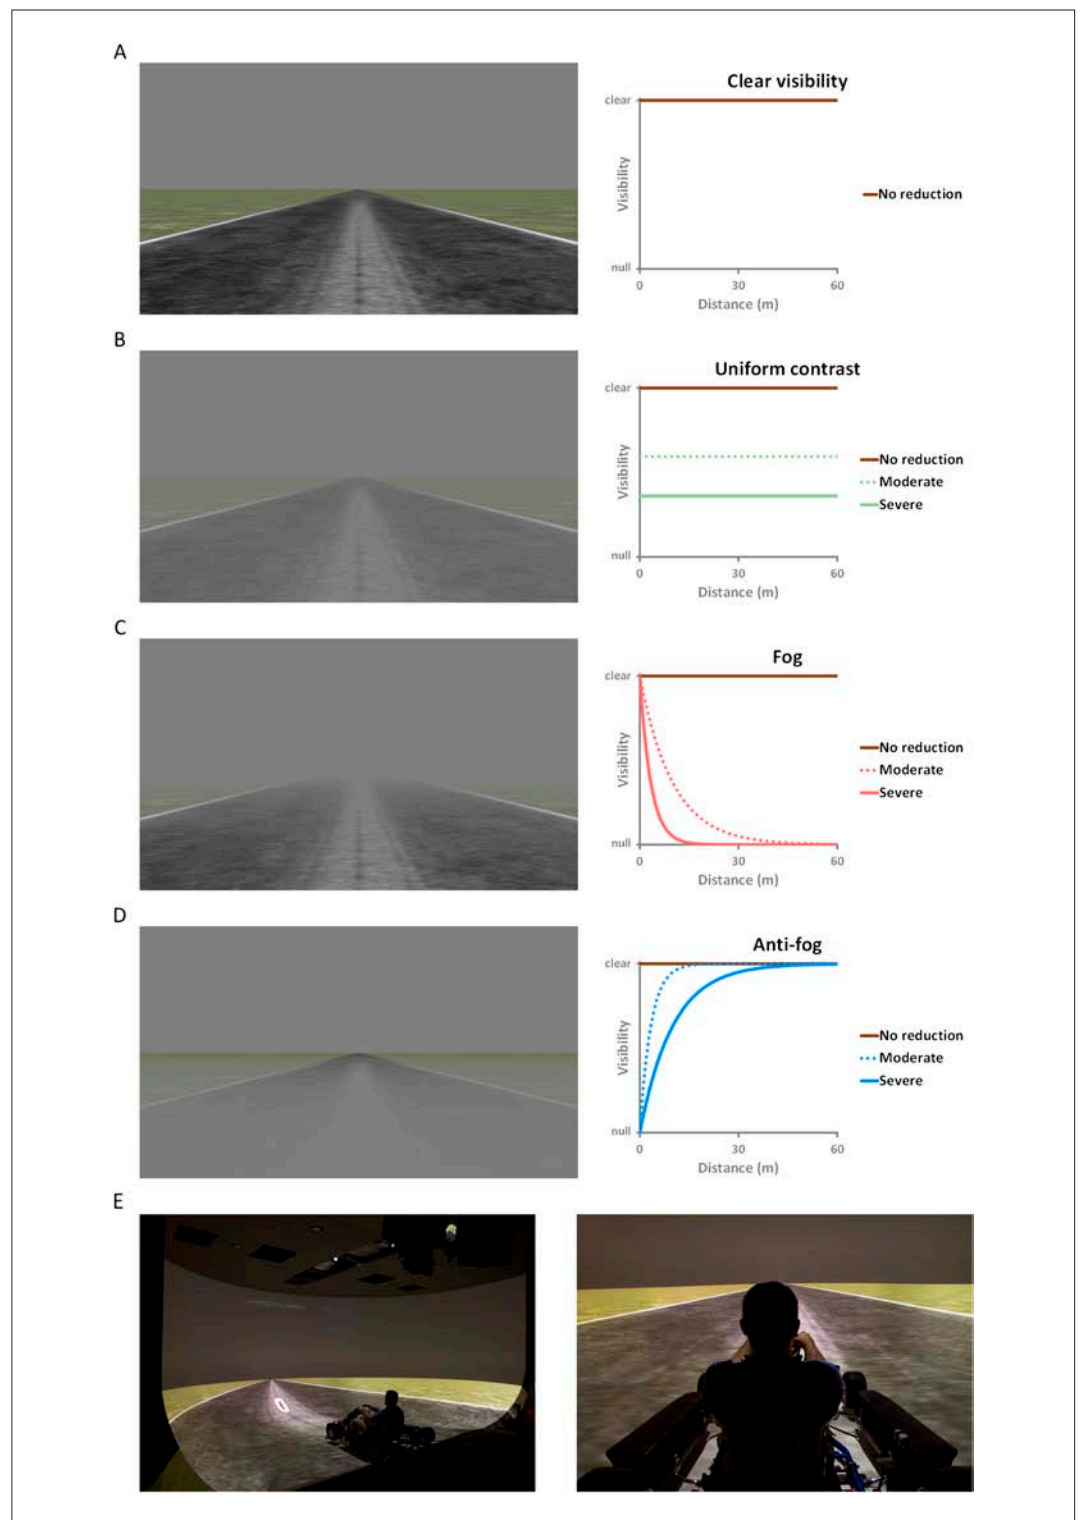 A
Clear visibility
clear
Visibility
null
0 30 60
Distance (m)
No reduction
B
Uniform contrast
clear
Visibility
null
0 30 60
Distance (m)
No reduction
Moderate
Severe
C
Fog
clear
Visibility
null
0 30 60
Distance (m)
No reduction
Moderate
Severe
D
Anti-fog
clear
Visibility
null
0 30 60
Distance (m)
No reduction
Moderate
Severe
E